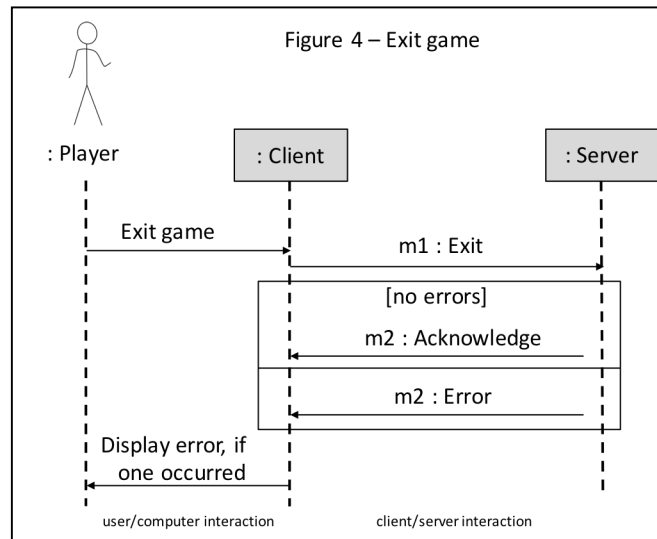 Figure 4 – Exit game
: Player
: Client
: Server
Exit game
m1 : Exit
[no errors]
m2 : Acknowledge
m2 : Error
Display error, if
one occurred
user/computer interaction
client/server interaction